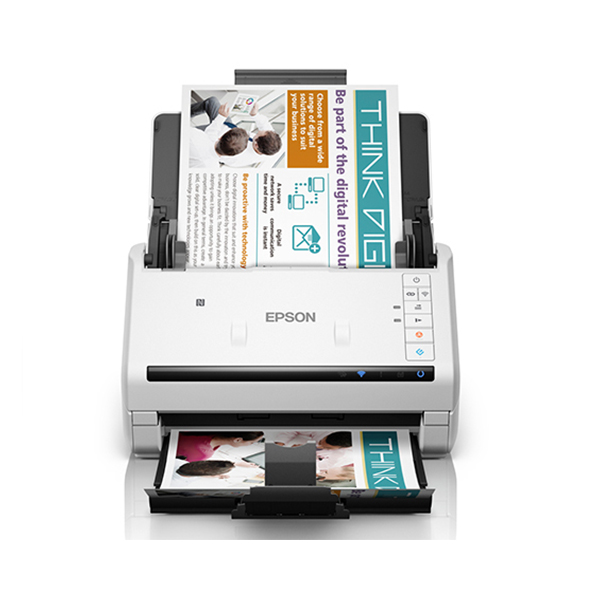 THINK DIGI
Be part of the digital revolu
Choose from a wide
range of digital
solutions to suit
your business
A secure
network saves
time and money
Digital
communication
is instant
Be proactive with technology
EPSON
THINK D